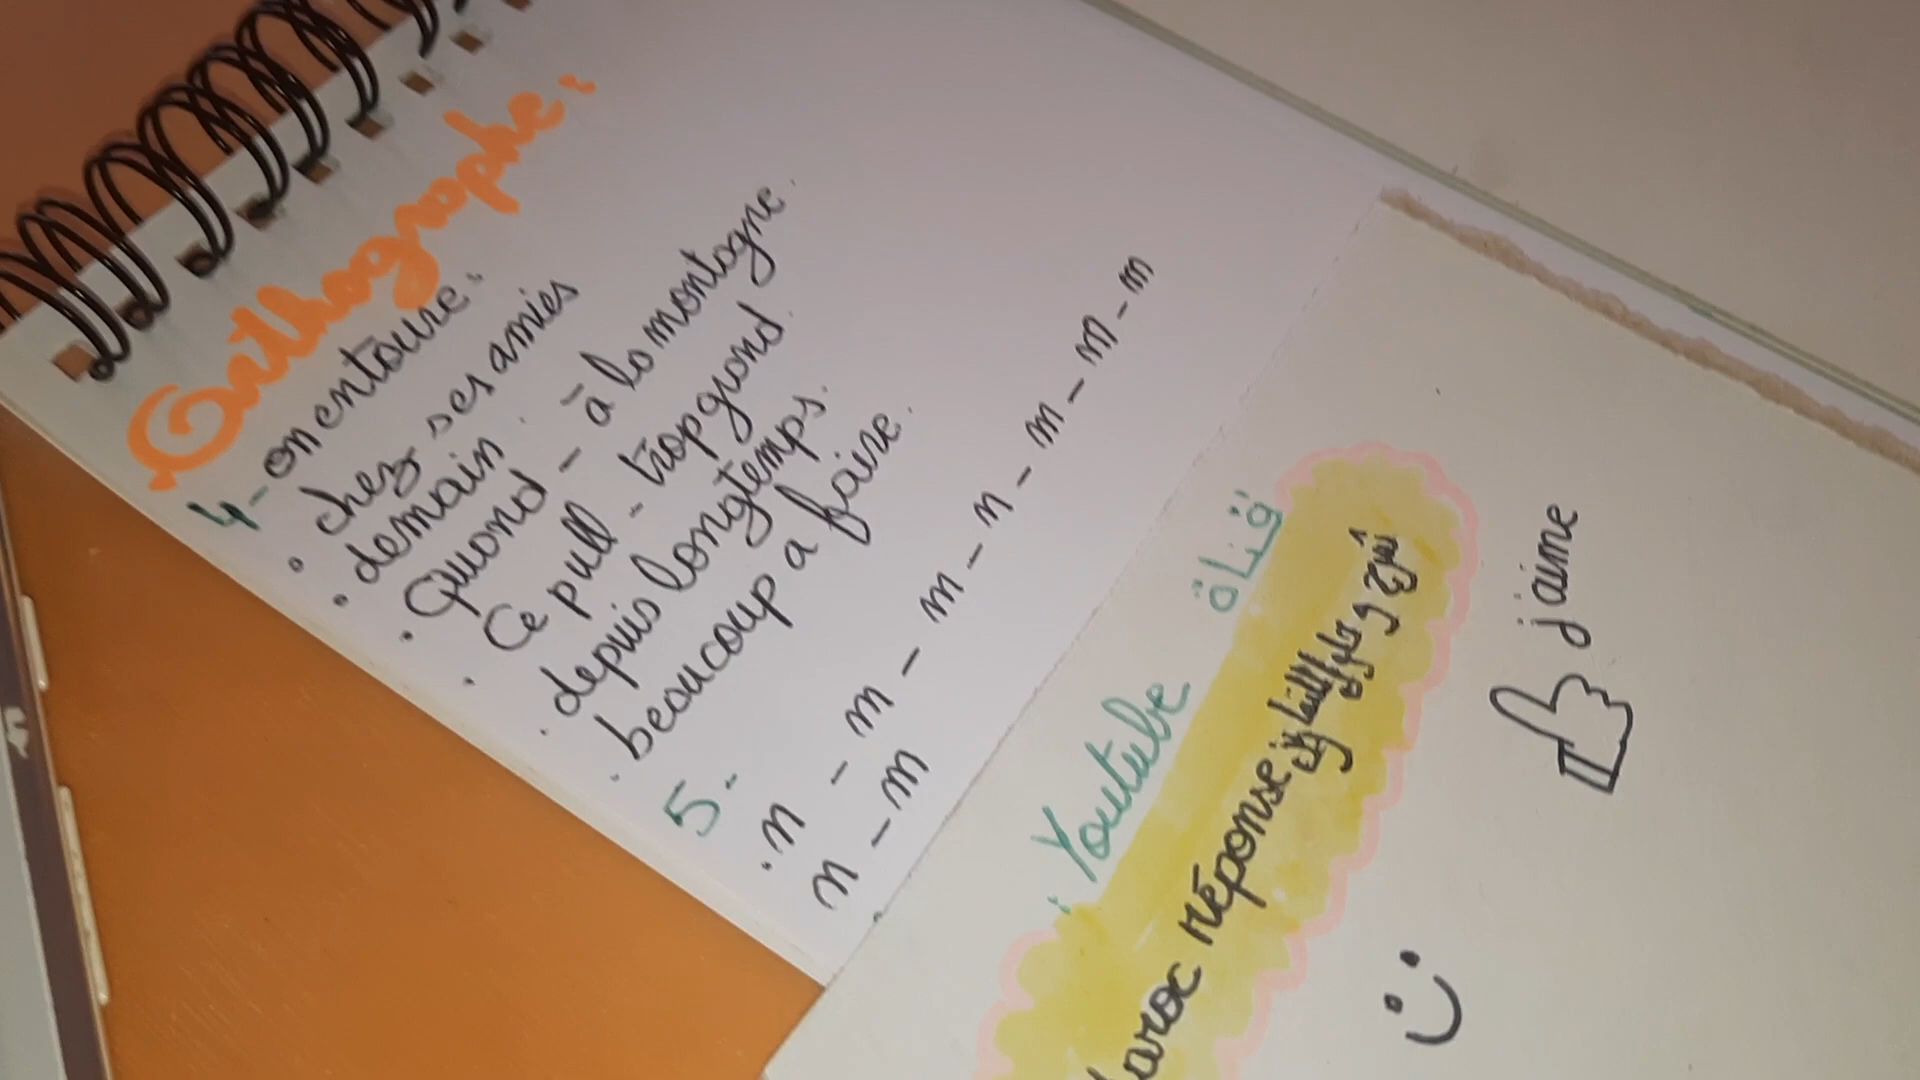 Orthographe:
4- on entoure:
. chez ses amies
. demain.
. Quand - à la montagne.
. Ce pull - trop grand.
. depuis longtemps.
. beaucoup a faire.
5-
. n - m - m - m - n - m - m - m
n - m
Youtube قناة
Maroc réponse
j'aime